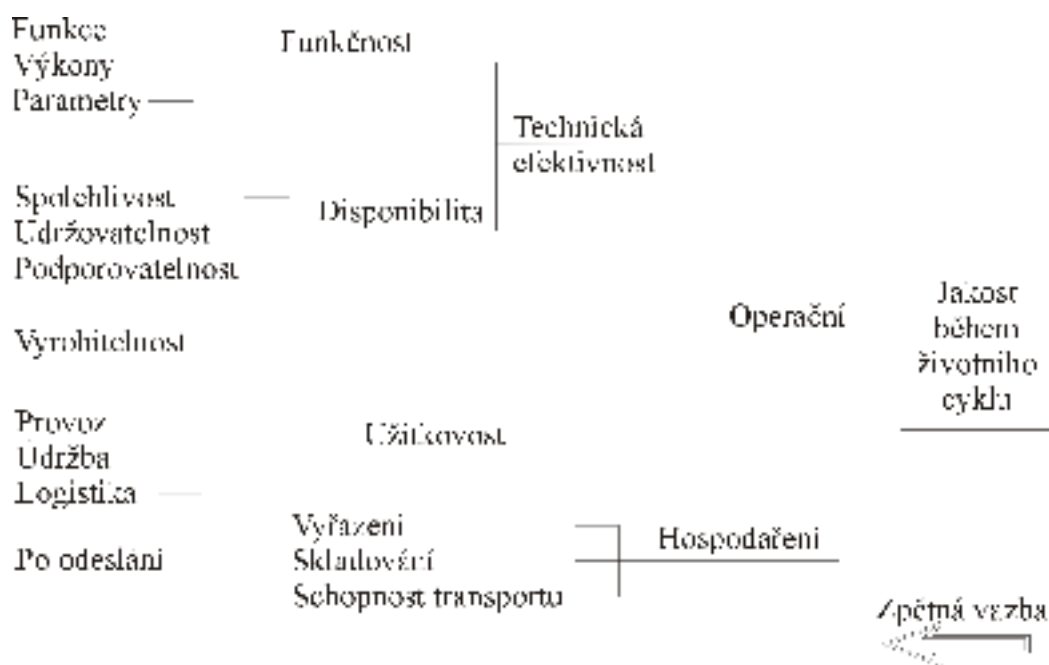 Funkce
Výkony
Parametry
Funkčnost
Technická
efektivnost
Spolehlivost
Udržovatelnost
Podporovatelnost
Disponibilita
Vyrobitelnost
Operační
Jakost
během
životního
cyklu
Provoz
Údržba
Logistika
Užitkovost
Po odeslání
Vyřazení
Skladování
Schopnost transportu
Hospodaření
Zpětná vazba